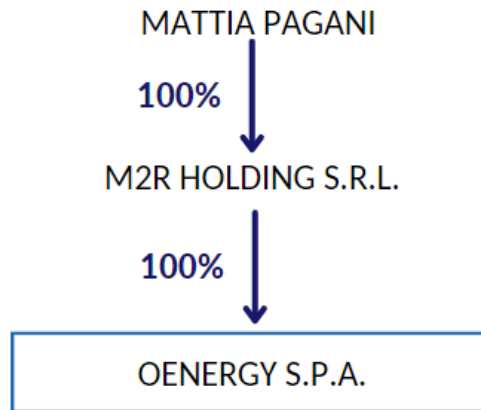 MATTIA PAGANI
100%
M2R HOLDING S.R.L.
100%
OENERGY S.P.A.